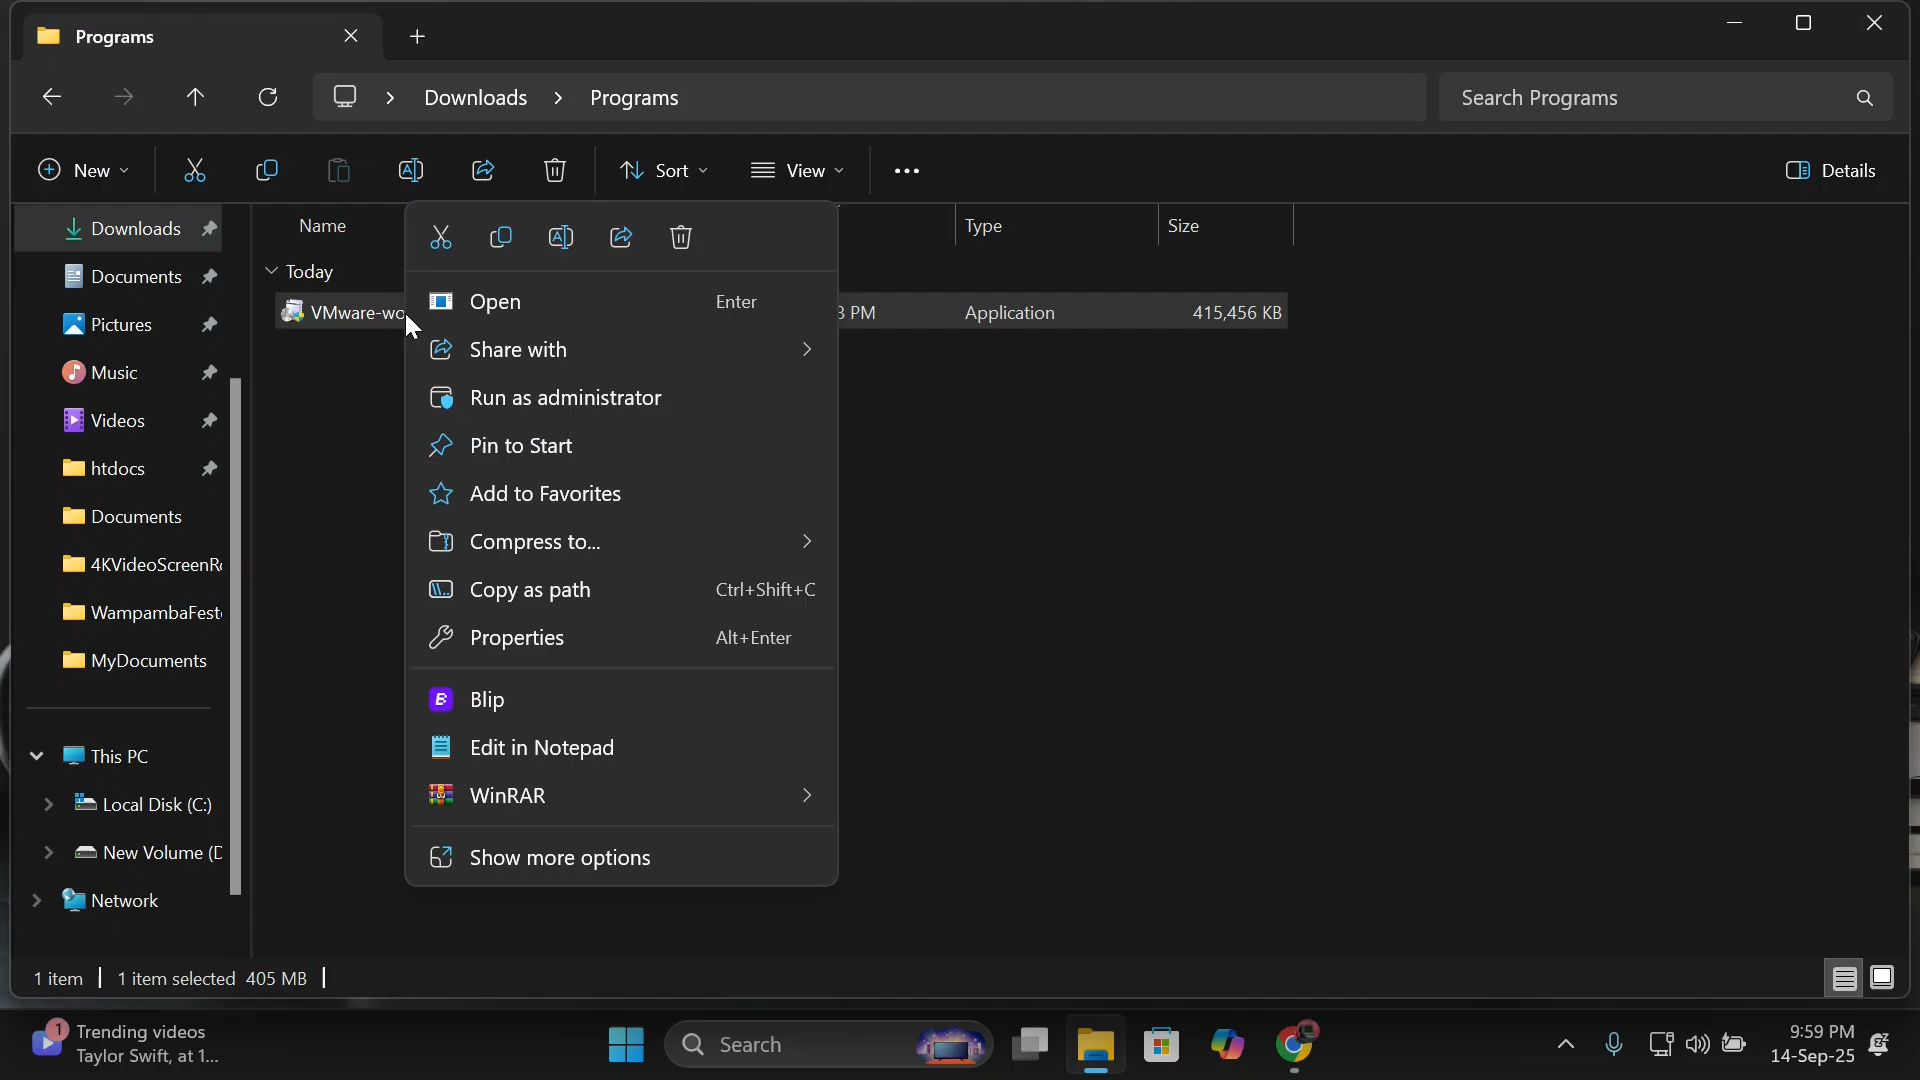 Programs
Downloads
Programs
Search Programs
New
Sort
View
Details
Downloads
Documents
Pictures
Music
Videos
htdocs
Documents
4KVideoScreenR
WampambaFest
MyDocuments
This PC
Local Disk (C:)
New Volume (D
Network
Name
Type
Size
Today
VMware-wo
PM
Application
415,456 KB
Open Enter
Share with
Run as administrator
Pin to Start
Add to Favorites
Compress to...
Copy as path Ctrl+Shift+C
Properties Alt+Enter
B Blip
Edit in Notepad
WinRAR
Show more options
1 item
1 item selected 405 MB
1
Trending videos
Taylor Swift, at 1...
Search
9:59 PM
14-Sep-25